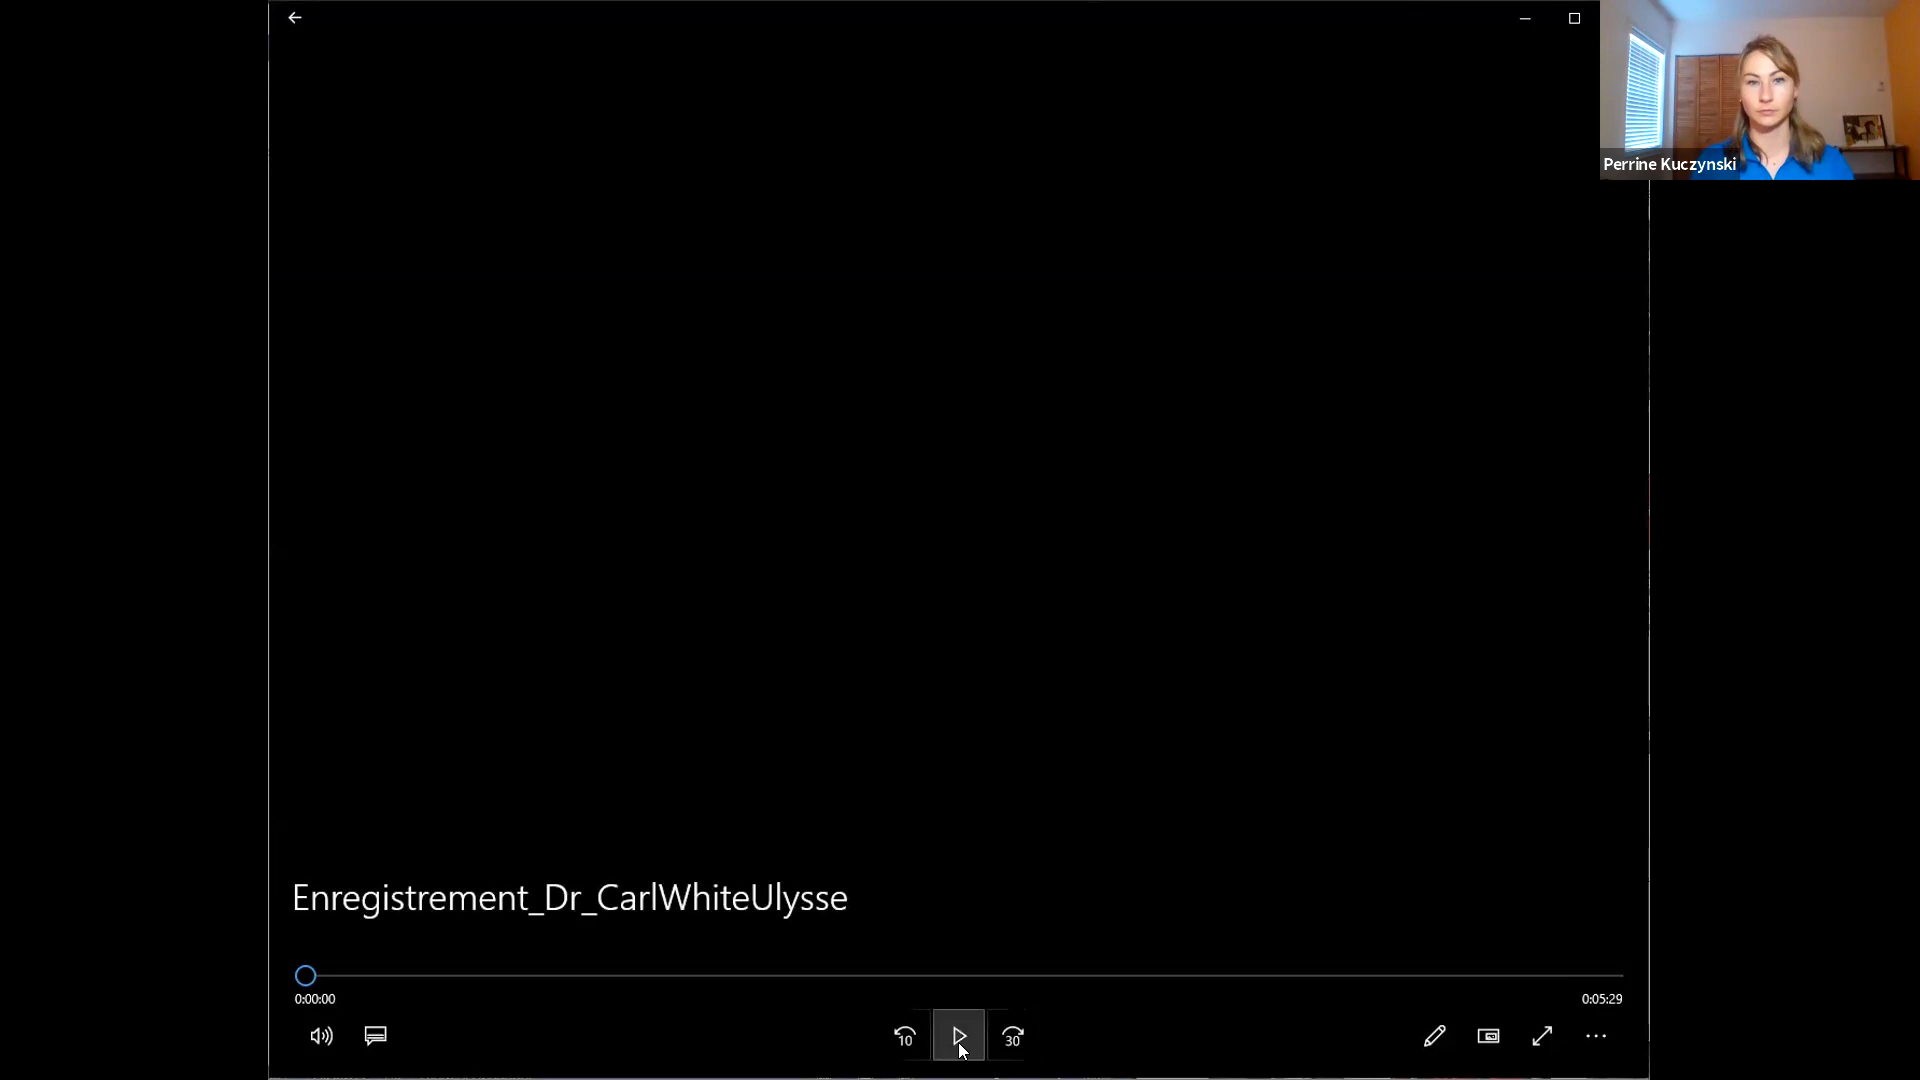 Perrine Kuczynski
Enregistrement_Dr_CarlWhiteUlysse
0:00:00
0:05:29
10
30